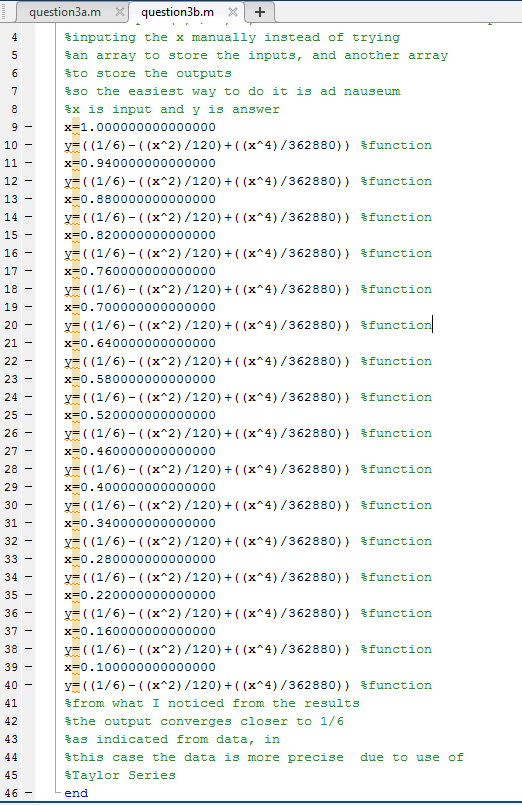 question3a.m question3b.m
4 %inputing the x manually instead of trying
5 %an array to store the inputs, and another array
6 %to store the outputs
7 %so the easiest way to do it is ad nauseum
8 %x is input and y is answer
9 x=1.000000000000000
10 y=((1/6)-((x^2)/120)+((x^4)/362880)) %function
11 x=0.940000000000000
12 y=((1/6)-((x^2)/120)+((x^4)/362880)) %function
13 x=0.880000000000000
14 y=((1/6)-((x^2)/120)+((x^4)/362880)) %function
15 x=0.820000000000000
16 y=((1/6)-((x^2)/120)+((x^4)/362880)) %function
17 x=0.760000000000000
18 y=((1/6)-((x^2)/120)+((x^4)/362880)) %function
19 x=0.700000000000000
20 y=((1/6)-((x^2)/120)+((x^4)/362880)) %function
21 x=0.640000000000000
22 y=((1/6)-((x^2)/120)+((x^4)/362880)) %function
23 x=0.580000000000000
24 y=((1/6)-((x^2)/120)+((x^4)/362880)) %function
25 x=0.520000000000000
26 y=((1/6)-((x^2)/120)+((x^4)/362880)) %function
27 x=0.460000000000000
28 y=((1/6)-((x^2)/120)+((x^4)/362880)) %function
29 x=0.400000000000000
30 y=((1/6)-((x^2)/120)+((x^4)/362880)) %function
31 x=0.340000000000000
32 y=((1/6)-((x^2)/120)+((x^4)/362880)) %function
33 x=0.280000000000000
34 y=((1/6)-((x^2)/120)+((x^4)/362880)) %function
35 x=0.220000000000000
36 y=((1/6)-((x^2)/120)+((x^4)/362880)) %function
37 x=0.160000000000000
38 y=((1/6)-((x^2)/120)+((x^4)/362880)) %function
39 x=0.100000000000000
40 y=((1/6)-((x^2)/120)+((x^4)/362880)) %function
41 %from what I noticed from the results
42 %the output converges closer to 1/6
43 %as indicated from data, in
44 %this case the data is more precise  due to use of
45 %Taylor Series
46 end